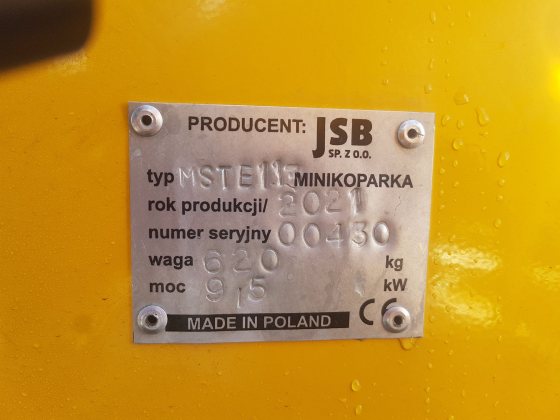 PRODUCENT: JSB
SP. Z O.O.
typ MINIKOPARKA
rok produkcji/ 2021
numer seryjny 00430
waga 620 kg
moc 9,5 kW
MADE IN POLAND CE